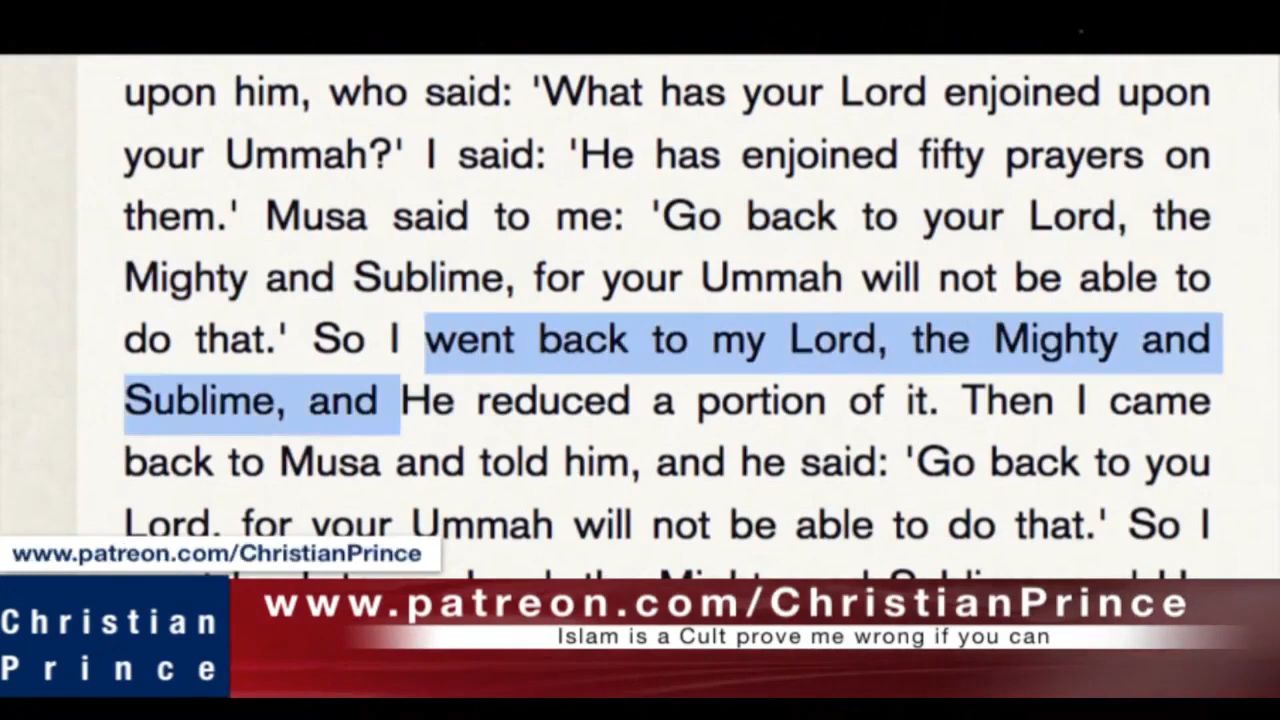 upon him, who said: 'What has your Lord enjoined upon
your Ummah?' I said: 'He has enjoined fifty prayers on
them.' Musa said to me: 'Go back to your Lord, the
Mighty and Sublime, for your Ummah will not be able to
do that.' So I went back to my Lord, the Mighty and
Sublime, and He reduced a portion of it. Then I came
back to Musa and told him, and he said: 'Go back to you
Lord, for your Ummah will not be able to do that.' So I
www.patreon.com/ChristianPrince
Christian
Prince
www.patreon.com/ChristianPrince
Islam is a Cult prove me wrong if you can